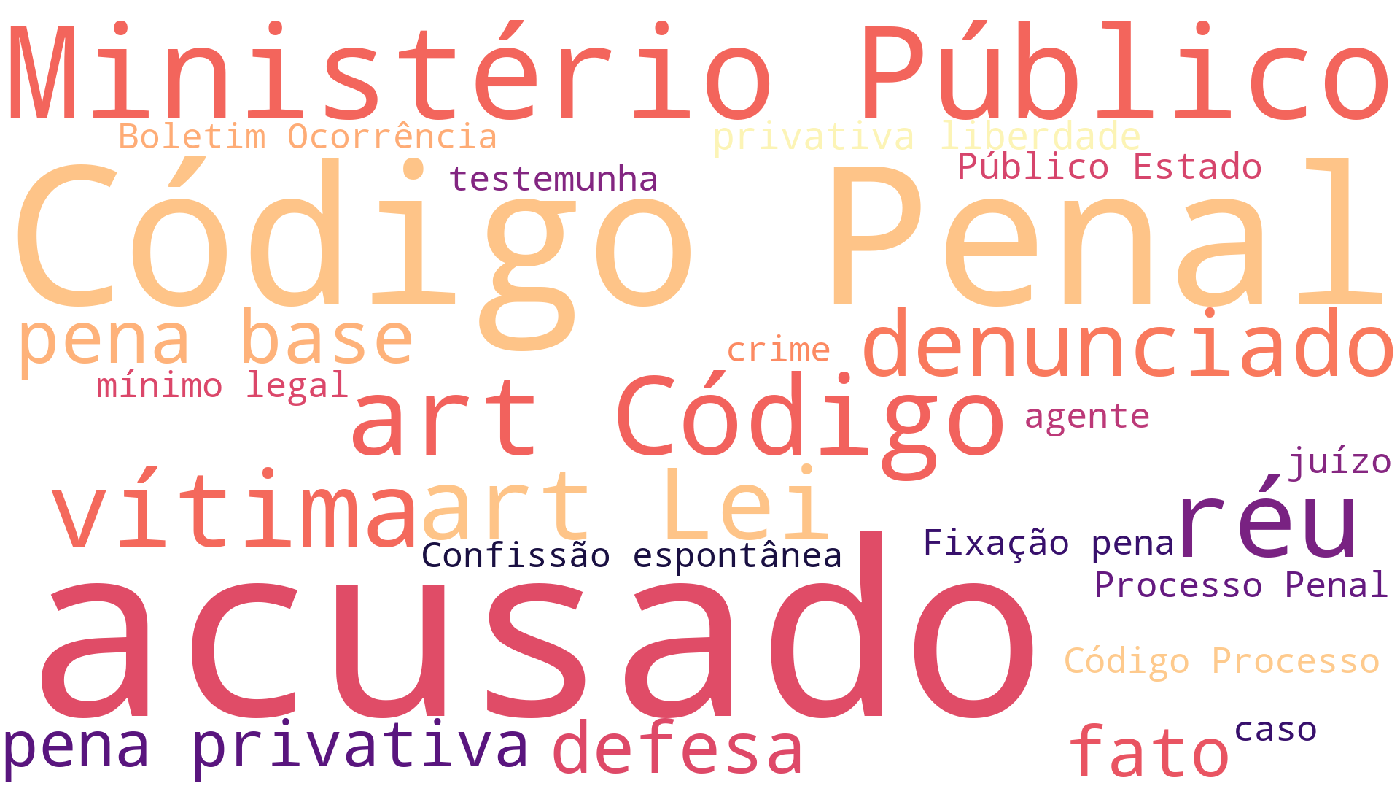 Ministério Público
Boletim Ocorrência
privativa liberdade
testemunha
Público Estado
Código Penal
pena base
crime
denunciado
mínimo legal
art Código
agente
juízo
vítima
art Lei
réu
Confissão espontânea
Fixação pena
Processo Penal
acusado
Código Processo
pena privativa
defesa
fato
caso